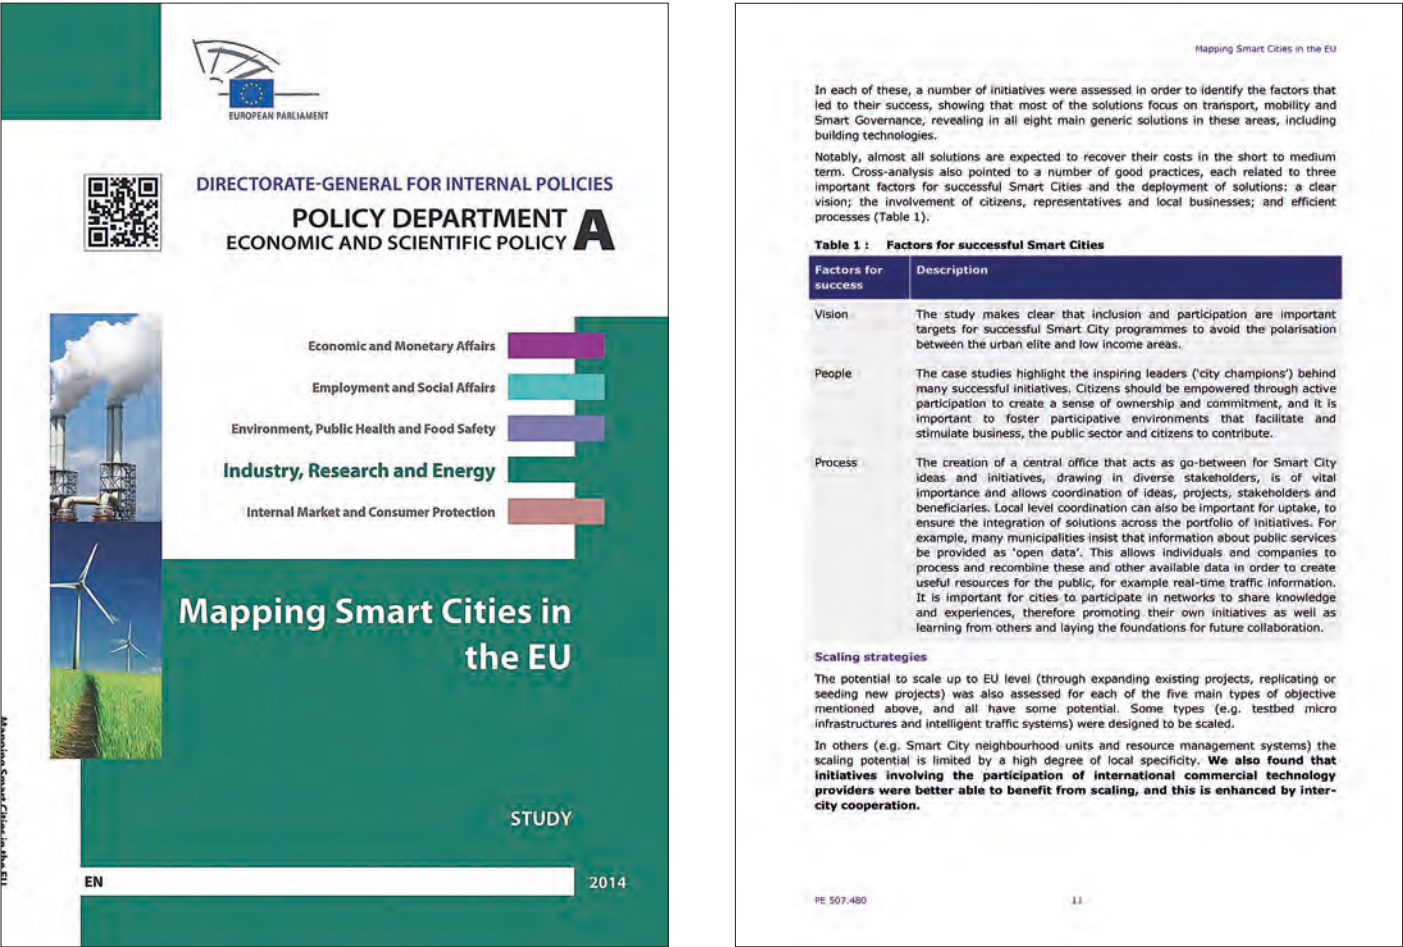 EUROPEAN PARLIAMENT
DIRECTORATE-GENERAL FOR INTERNAL POLICIES
POLICY DEPARTMENT A
ECONOMIC AND SCIENTIFIC POLICY
Economic and Monetary Affairs
Employment and Social Affairs
Environment, Public Health and Food Safety
Industry, Research and Energy
Internal Market and Consumer Protection
Mapping Smart Cities in
the EU
STUDY
EN
2014
Mapping Smart Cities in the EU
Mapping Smart Cities in the EU
In each of these, a number of initiatives were assessed in order to identify the factors that
led to their success, showing that most of the solutions focus on transport, mobility and
Smart Governance, revealing in all eight main generic solutions in these areas, including
building technologies.
Notably, almost all solutions are expected to recover their costs in the short to medium
term. Cross-analysis also pointed to a number of good practices, each related to three
important factors for successful Smart Cities and the deployment of solutions: a clear
vision; the involvement of citizens, representatives and local businesses; and efficient
processes (Table 1).
Table 1 : Factors for successful Smart Cities
Factors for
success
Description
Vision
The study makes clear that inclusion and participation are important
targets for successful Smart City programmes to avoid the polarisation
between the urban elite and low income areas.
People
The case studies highlight the inspiring leaders (‘city champions’) behind
many successful initiatives. Citizens should be empowered through active
participation to create a sense of ownership and commitment, and it is
important to foster participative environments that facilitate and
stimulate business, the public sector and citizens to contribute.
Process
The creation of a central office that acts as go-between for Smart City
ideas and initiatives, drawing in diverse stakeholders, is of vital
importance and allows coordination of ideas, projects, stakeholders and
beneficiaries. Local level coordination can also be important for uptake, to
ensure the integration of solutions across the portfolio of initiatives. For
example, many municipalities insist that information about public services
be provided as ‘open data’. This allows individuals and companies to
process and recombine these and other available data in order to create
useful resources for the public, for example real-time traffic information.
It is important for cities to participate in networks to share knowledge
and experiences, therefore promoting their own initiatives as well as
learning from others and laying the foundations for future collaboration.
Scaling strategies
The potential to scale up to EU level (through expanding existing projects, replicating or
seeding new projects) was also assessed for each of the five main types of objective
mentioned above, and all have some potential. Some types (e.g. testbed micro
infrastructures and intelligent traffic systems) were designed to be scaled.
In others (e.g. Smart City neighbourhood units and resource management systems) the
scaling potential is limited by a high degree of local specificity. We also found that
initiatives involving the participation of international commercial technology
providers were better able to benefit from scaling, and this is enhanced by inter-
city cooperation.
PE 507.480
11